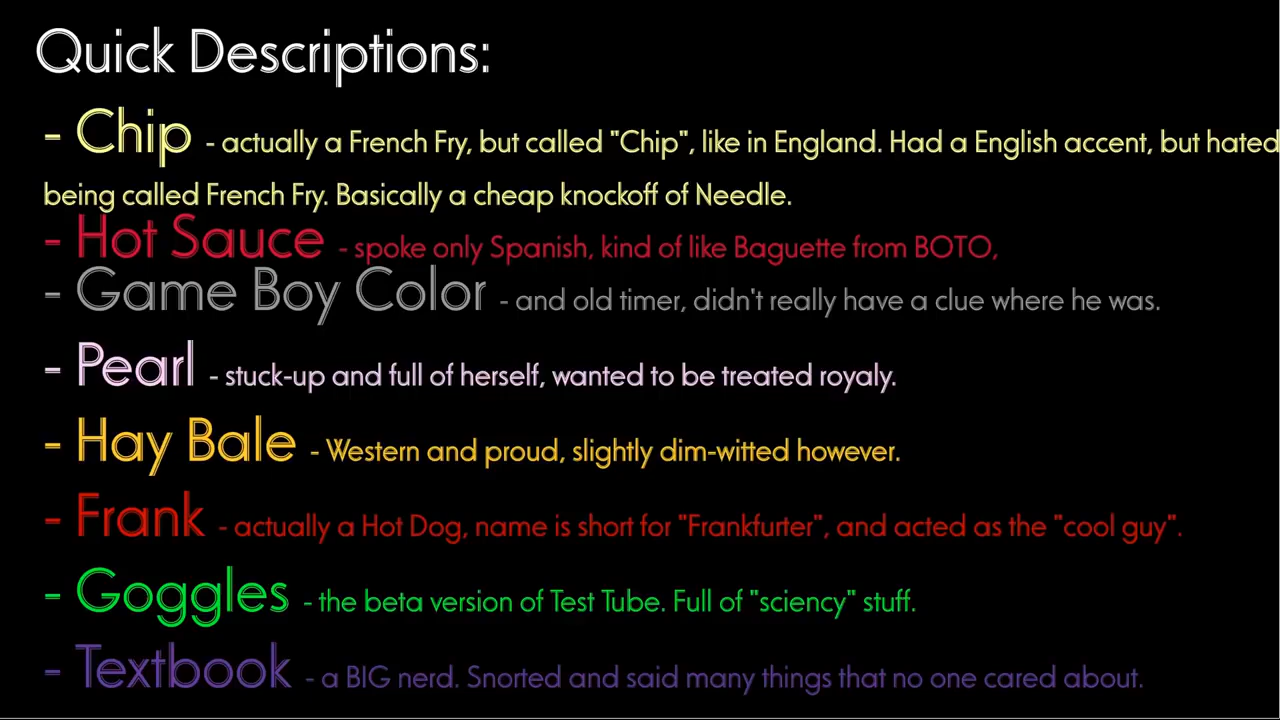 Quick Descriptions:
- Chip - actually a French Fry, but called "Chip", like in England. Had a English accent, but hated
being called French Fry. Basically a cheap knockoff of Needle.
- Hot Sauce - spoke only Spanish, kind of like Baguette from BOTO,
- Game Boy Color - and old timer, didn't really have a clue where he was.
- Pearl - stuck-up and full of herself, wanted to be treated royaly.
- Hay Bale - Western and proud, slightly dim-witted however.
- Frank - actually a Hot Dog, name is short for "Frankfurter", and acted as the "cool guy".
- Goggles - the beta version of Test Tube. Full of "sciency" stuff.
- Textbook - a BIG nerd. Snorted and said many things that no one cared about.